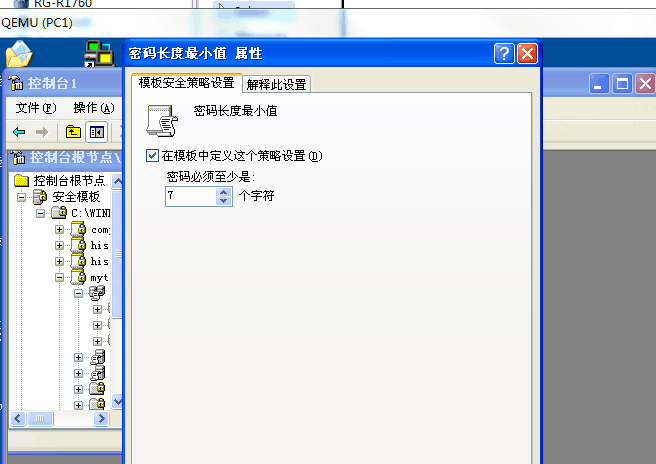 RG-R1760
QEMU (PC1)
密码长度最小值 属性
控制台1
模板安全策略设置
解释此设置
文件(F) 操作(A)
密码长度最小值
控制台根节点\
在模板中定义这个策略设置(D)
控制台根节点
密码必须至少是:
安全模板
7 个字符
C:\WIN
com
his
his
myt